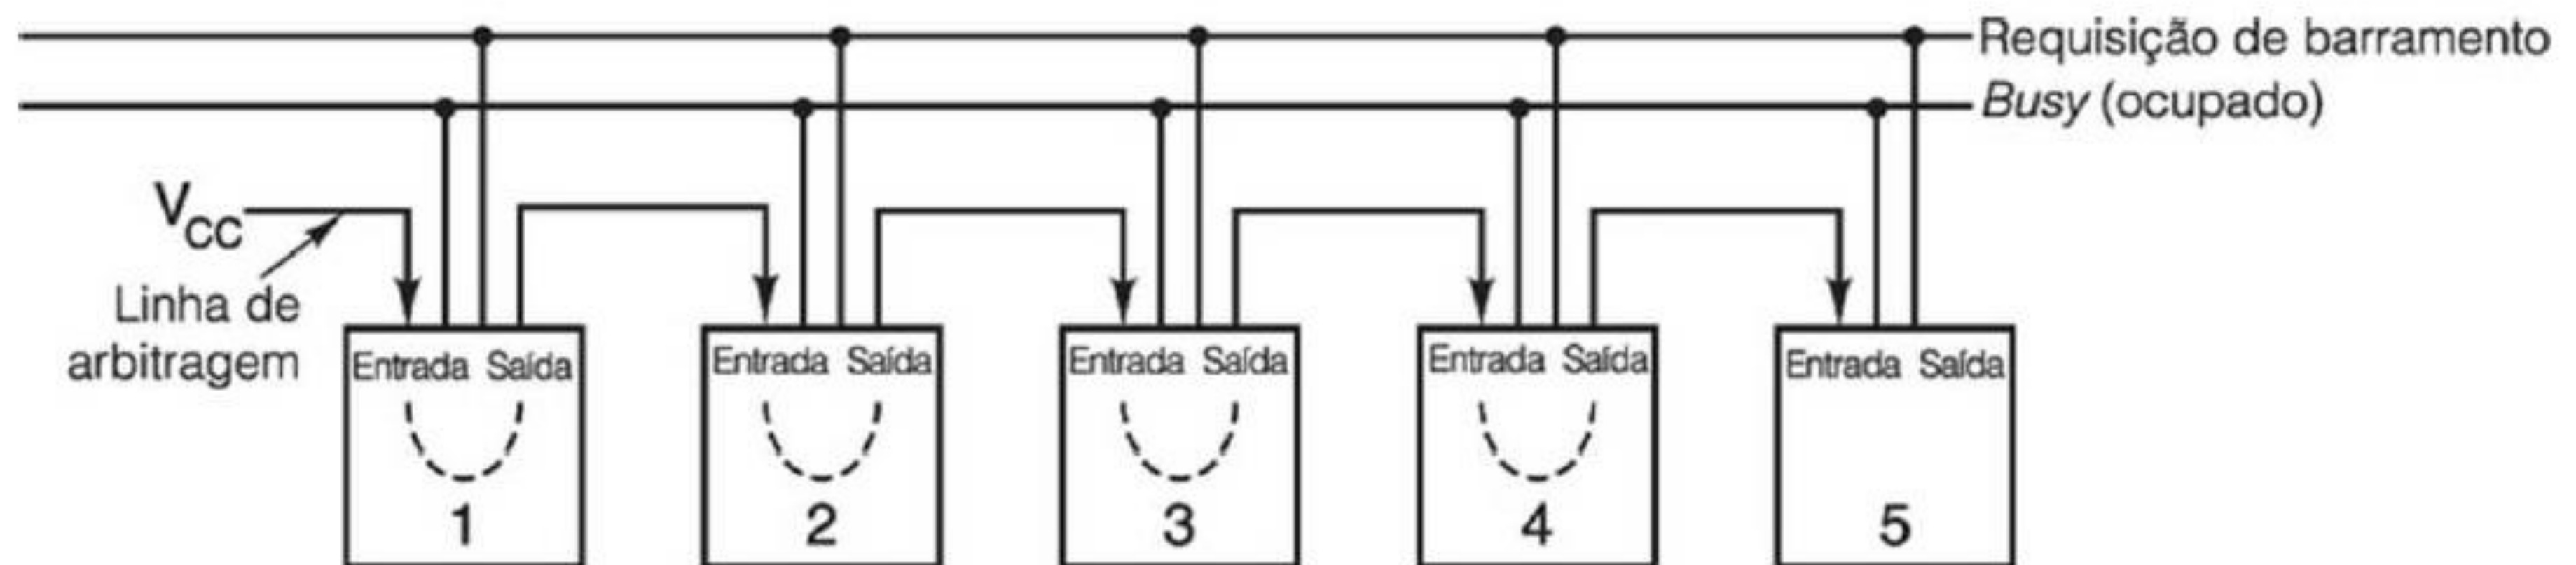 Requisição de barramento
Busy (ocupado)
VCC
Linha de
arbitragem
Entrada Saída
Entrada Saída
Entrada Saída
Entrada Saída
Entrada Saída
1
2
3
4
5